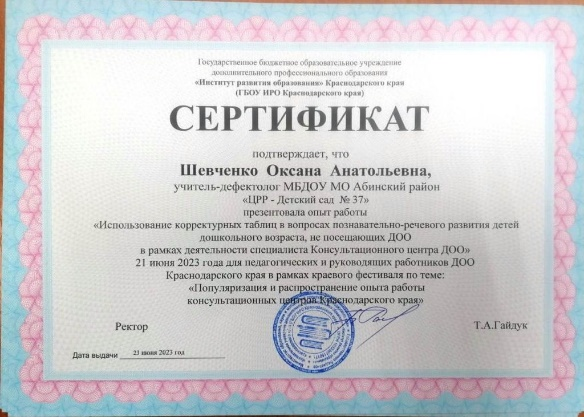 Государственное бюджетное образовательное учреждение
дополнительного профессионального образования
«Институт развития образования» Краснодарского края
(ГБОУ ИРО Краснодарского края)
СЕРТИФИКАТ
подтверждает, что
Шевченко Оксана Анатольевна,
учитель-дефектолог МБДОУ МО Абинский район
«ЦРР - Детский сад № 37»
презентовала опыт работы
«Использование корректурных таблиц в вопросах познавательно-речевого развития детей
дошкольного возраста, не посещающих ДОО
в рамках деятельности специалиста Консультационного центра ДОО»
21 июня 2023 года для педагогических и руководящих работников ДОО
Краснодарского края в рамках краевого фестиваля по теме:
«Популяризация и распространение опыта работы
консультационных центров Краснодарского края»
Ректор
Т.А.Гайдук
Дата выдачи 21 июня 2023 год